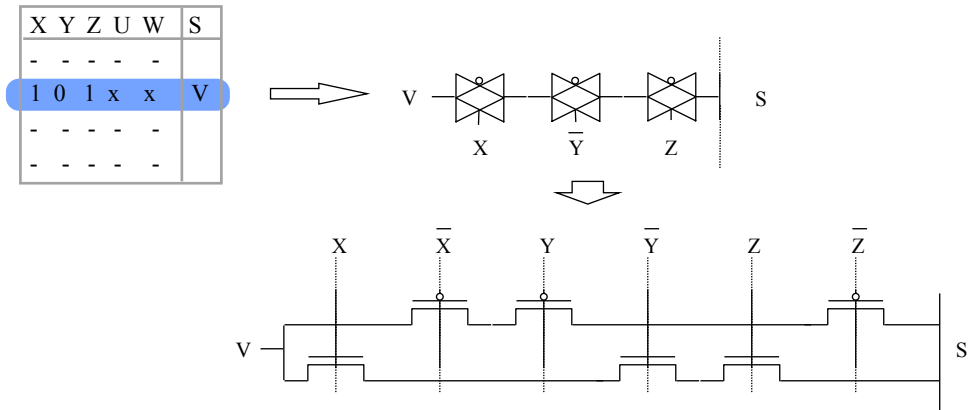 X Y Z U W S
- - - - -
1 0 1 x x V
- - - - -
- - - - -
V S
X Y̅ Z
X X̅ Y Y̅ Z Z̅
V S